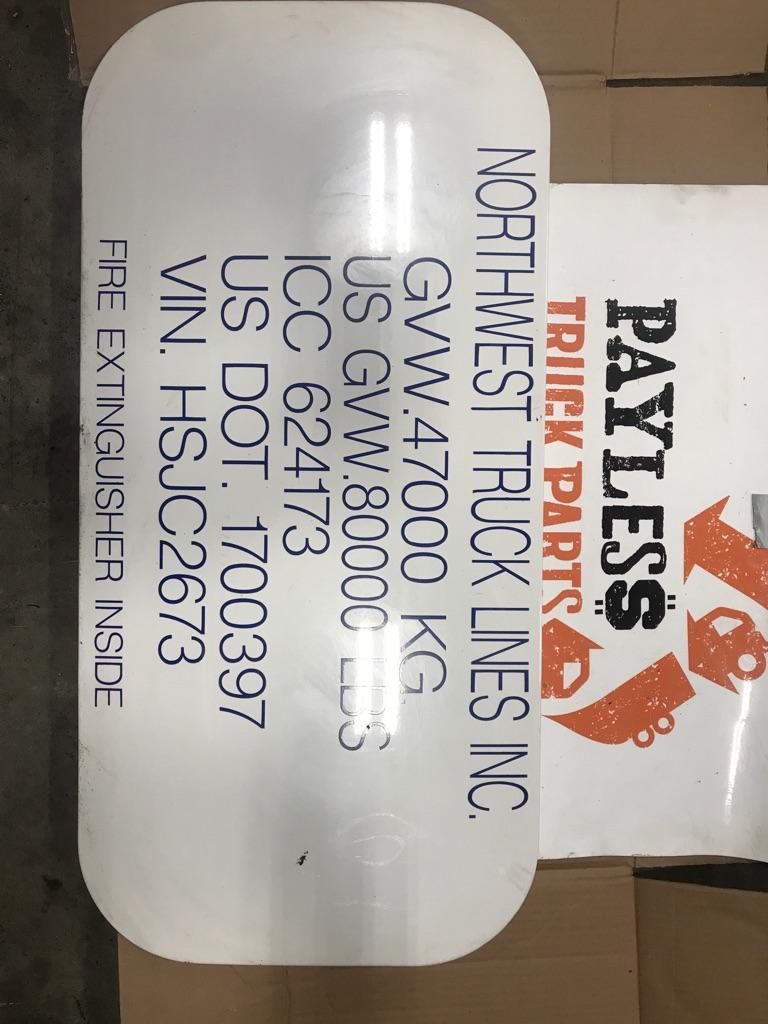 NORTHWEST TRUCK LINES INC.
GVW.47000 KG.
US GVW.80000 LBS
ICC 624173
US DOT. 1700397
VIN. HSJC2673
FIRE EXTINGUISHER INSIDE
PAYLESS
TRUCK PARTS